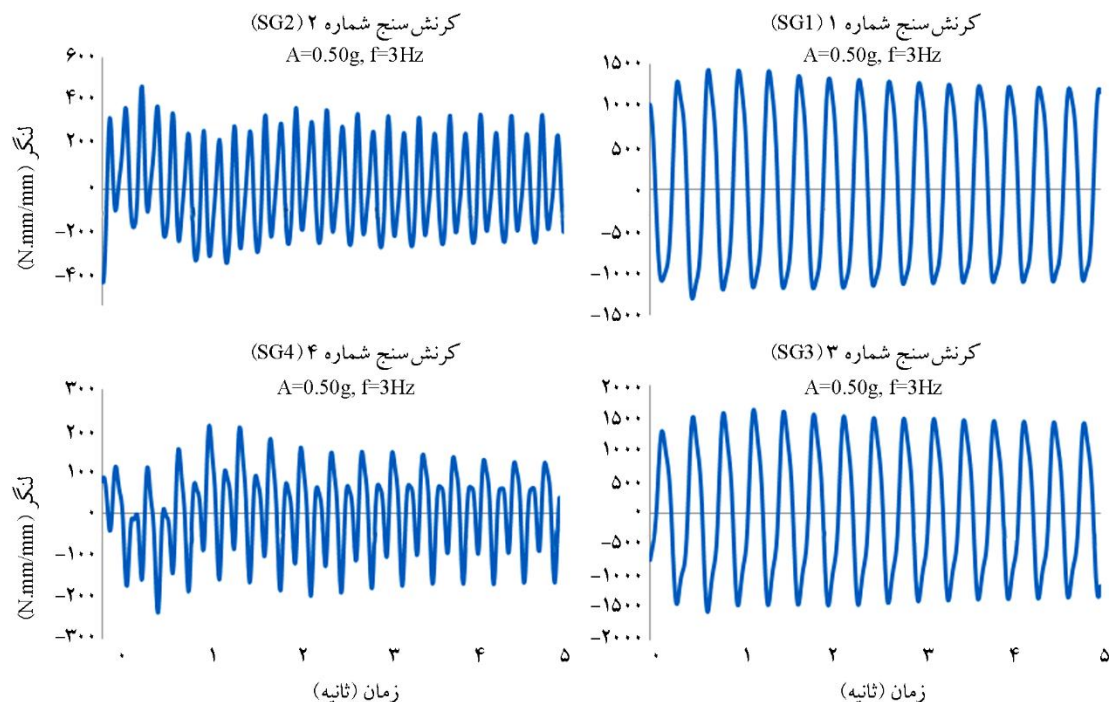 کرنش‌سنج شماره ۲ (SG2)
A=0.50g, f=3Hz
۶۰۰
۴۰۰
۲۰۰
۰
−۲۰۰
−۴۰۰
لنگر (N.mm/mm)
کرنش‌سنج شماره ۱ (SG1)
A=0.50g, f=3Hz
۱۵۰۰
۱۰۰۰
۵۰۰
۰
−۵۰۰
−۱۰۰۰
−۱۵۰۰
کرنش‌سنج شماره ۴ (SG4)
A=0.50g, f=3Hz
۳۰۰
۲۰۰
۱۰۰
۰
−۱۰۰
−۲۰۰
−۳۰۰
لنگر (N.mm/mm)
۰ ۱ ۲ ۳ ۴ ۵
زمان (ثانیه)
کرنش‌سنج شماره ۳ (SG3)
A=0.50g, f=3Hz
۲۰۰۰
۱۵۰۰
۱۰۰۰
۵۰۰
۰
−۵۰۰
−۱۰۰۰
−۱۵۰۰
−۲۰۰۰
۰ ۱ ۲ ۳ ۴ ۵
زمان (ثانیه)